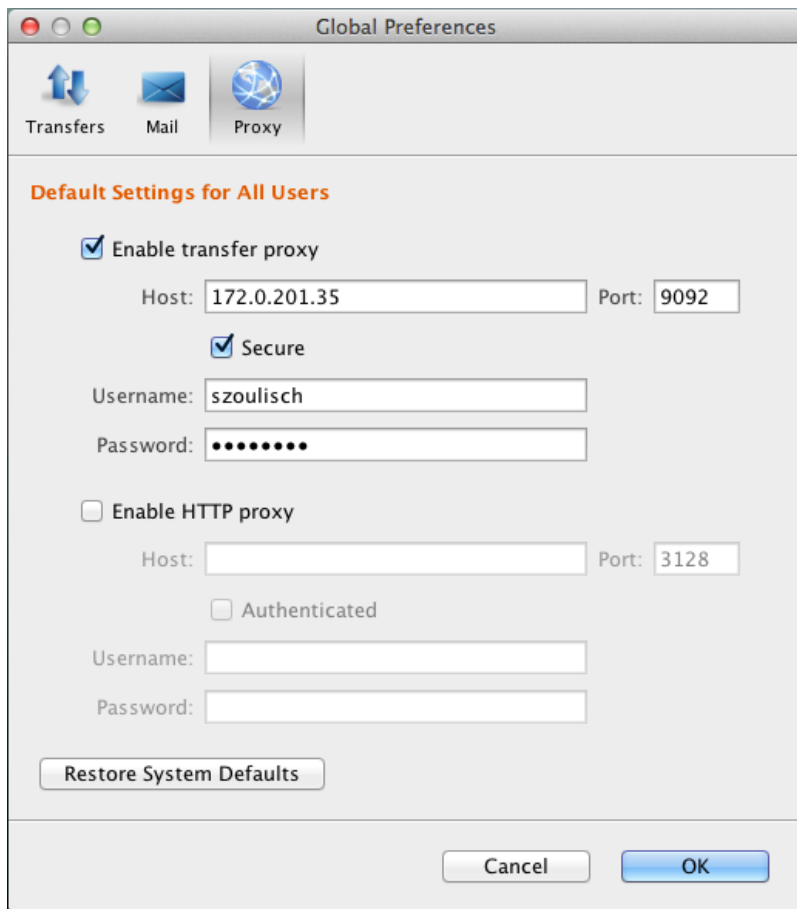 Global Preferences
Transfers Mail Proxy
Default Settings for All Users
Enable transfer proxy
Host: 172.0.201.35 Port: 9092
Secure
Username: szoulisch
Password: ••••••••
Enable HTTP proxy
Host: Port: 3128
Authenticated
Username:
Password:
Restore System Defaults
Cancel OK